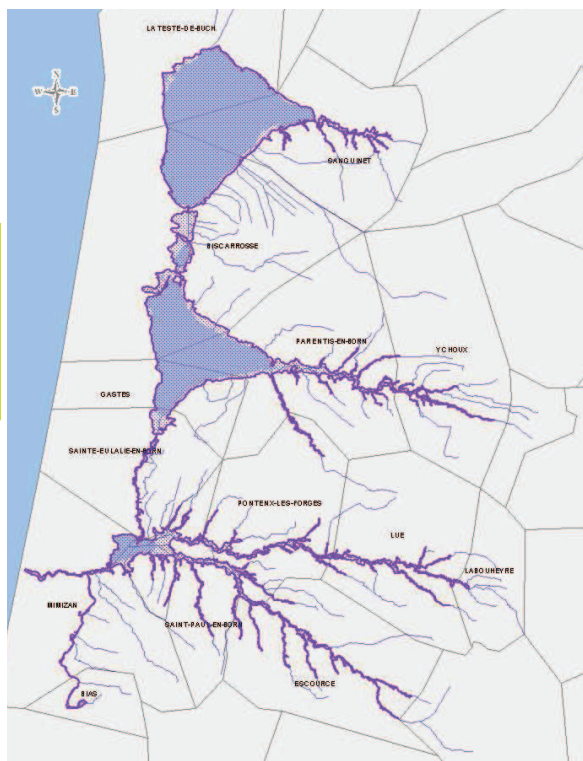 LA TESTE-DE-BUCH
N
W E
S
SANGUINET
BISCARROSSE
PARENTIS-EN-BORN
YCHOUX
GASTES
SAINTE-EULALIE-EN-BORN
PONTENX-LES-FORGES
LUE
LABOUHEYRE
MIMIZAN
SAINT-PAUL-EN-BORN
ESCOURCE
BIAS